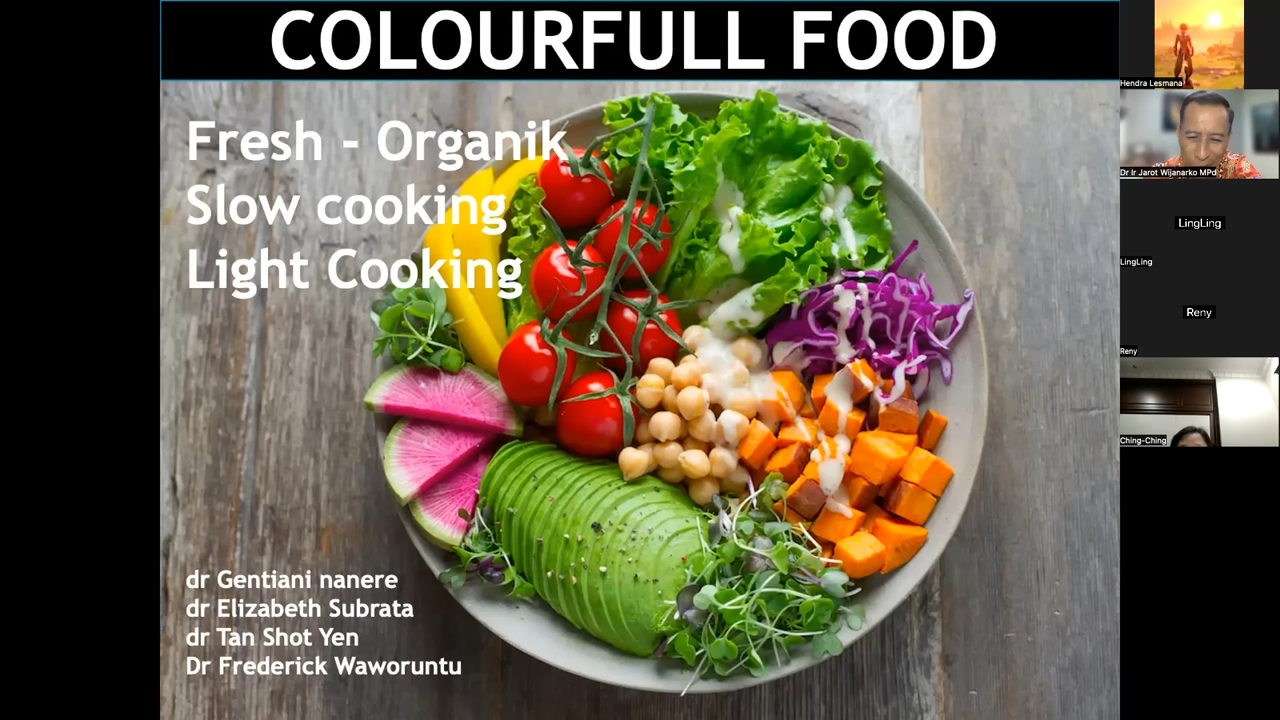 COLOURFULL FOOD
Fresh - Organik
Slow cooking
Light Cooking
dr Gentiani nanere
dr Elizabeth Subrata
dr Tan Shot Yen
Dr Frederick Waworuntu
Hendra Lesmana
Dr Ir Jarot Wijanarko MPd
LingLing
LingLing
Reny
Reny
Ching-Ching